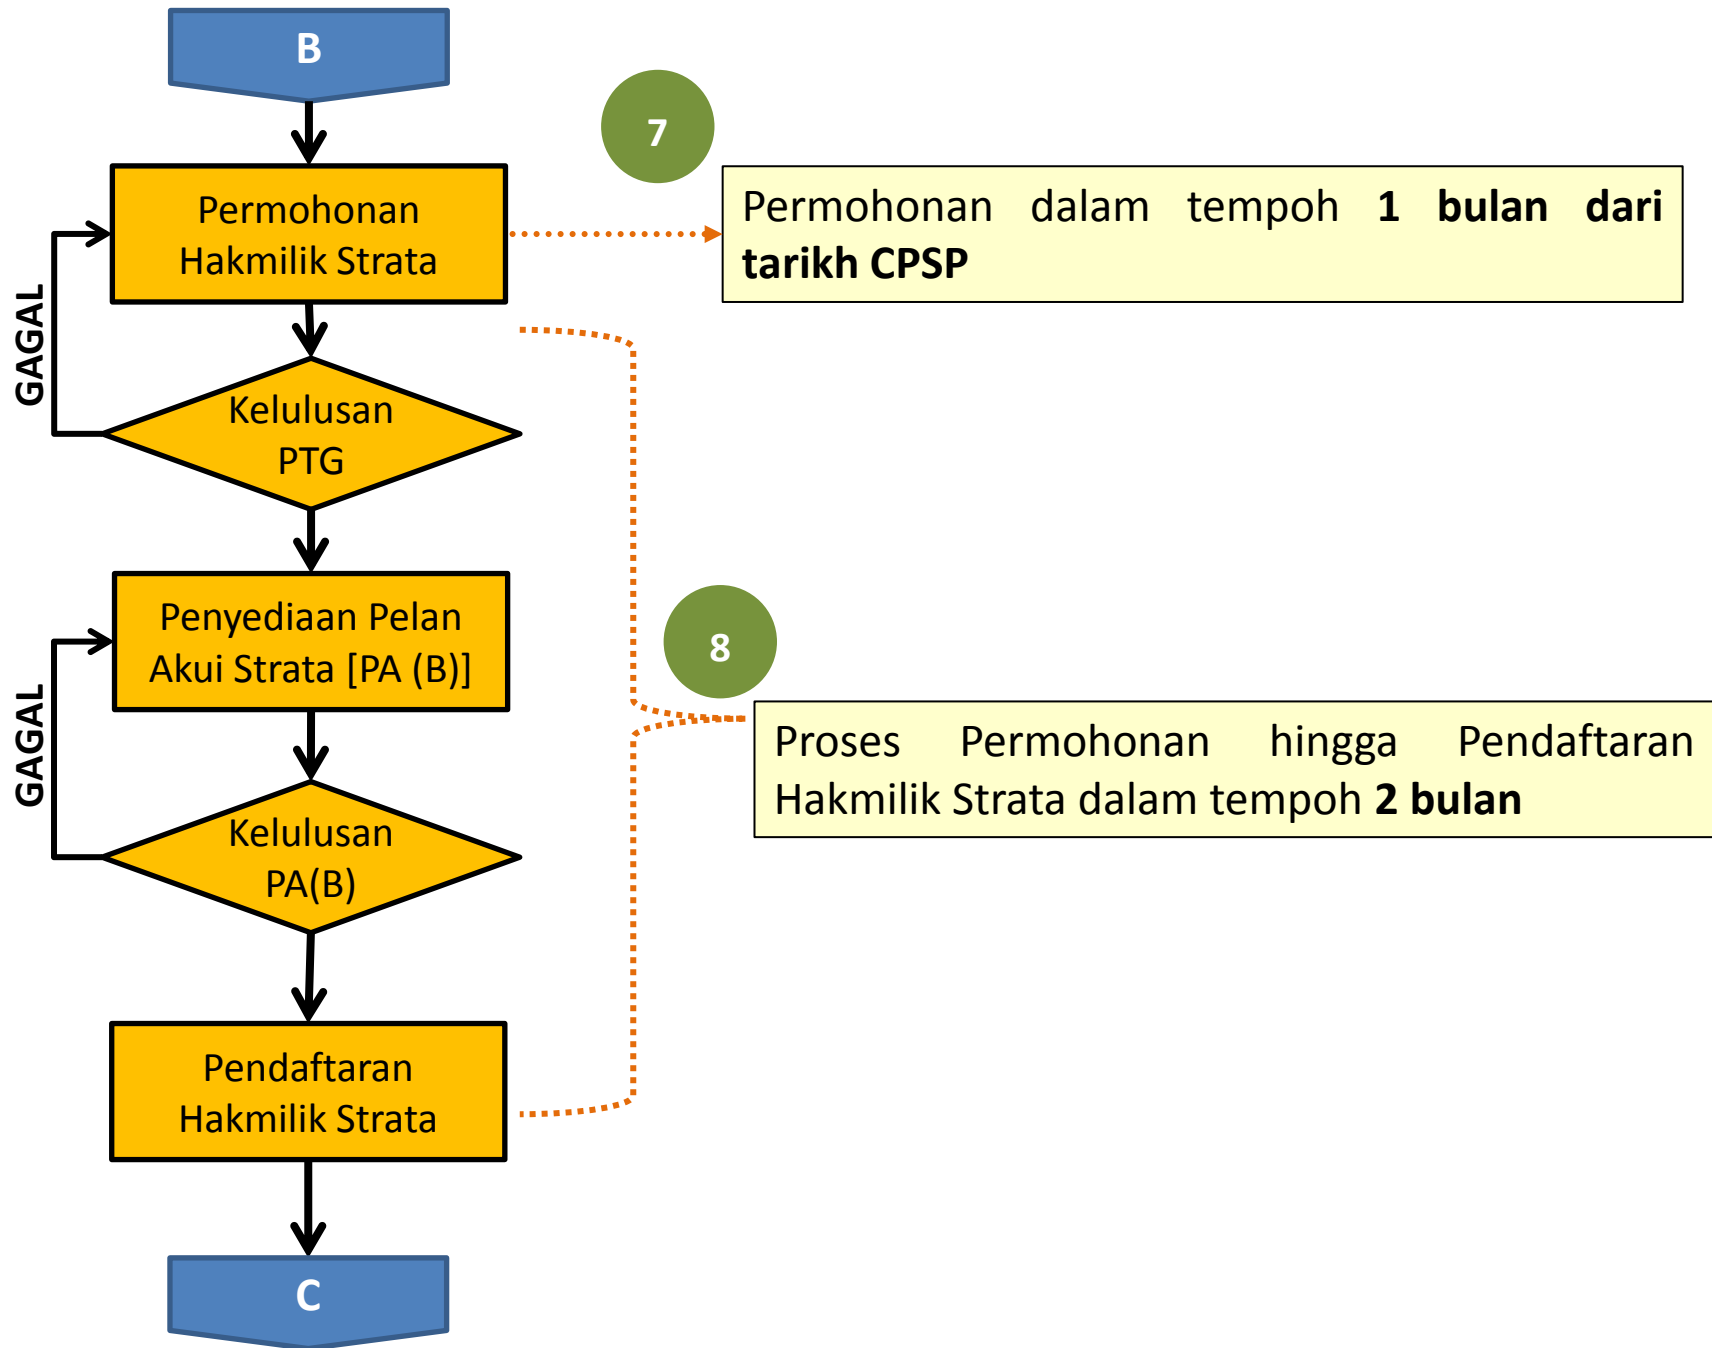 B
7
Permohonan
Hakmilik Strata
Permohonan dalam tempoh 1 bulan dari
tarikh CPSP
GAGAL
Kelulusan
PTG
Penyediaan Pelan
Akui Strata [PA (B)]
8
GAGAL
Proses Permohonan hingga Pendaftaran
Hakmilik Strata dalam tempoh 2 bulan
Kelulusan
PA(B)
Pendaftaran
Hakmilik Strata
C